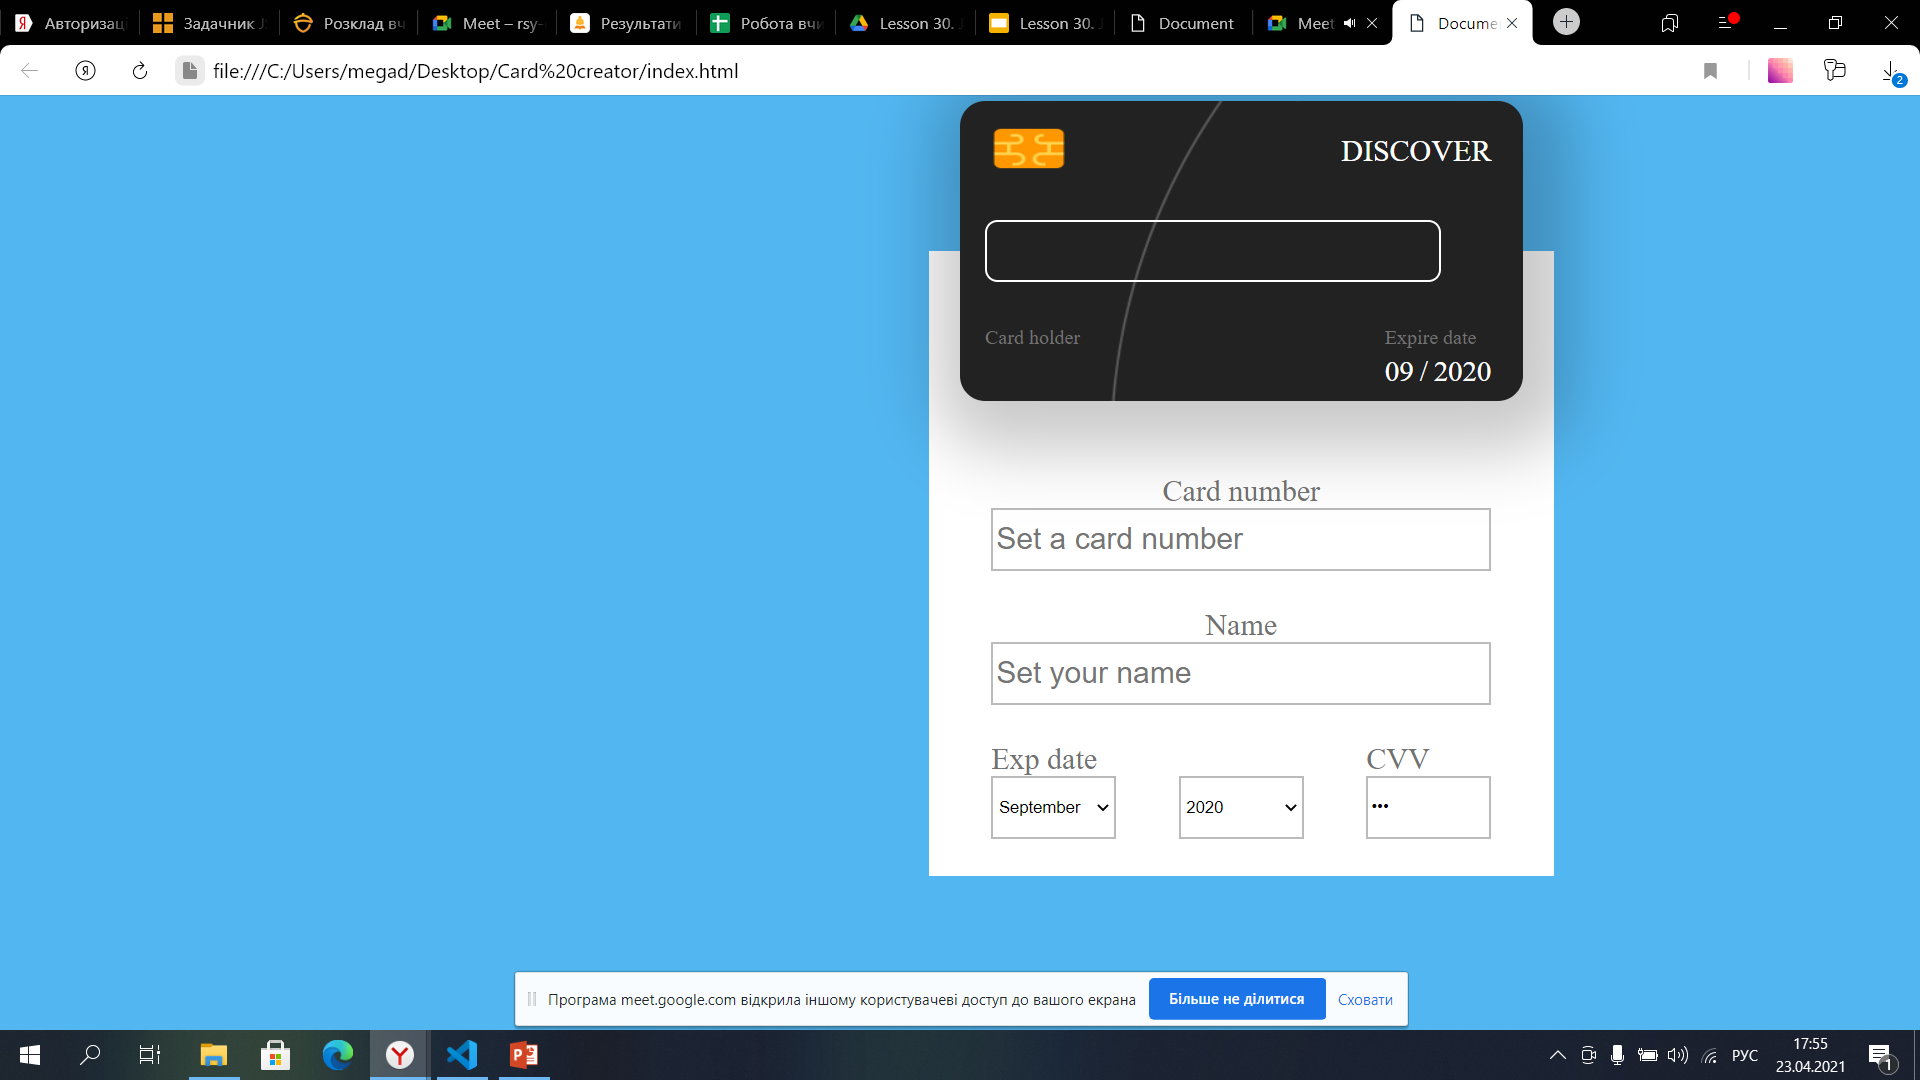 Авторизац
Задачник J
Розклад вч
Meet – rsy-
Результати
Робота вчи
Lesson 30. J
Lesson 30. J
Document
Meet
Docume
file:///C:/Users/megad/Desktop/Card%20creator/index.html
2
DISCOVER
Card holder
Expire date
09 / 2020
Card number
Set a card number
Name
Set your name
Exp date
CVV
September
2020
•••
Програма meet.google.com відкрила іншому користувачеві доступ до вашого екрана
Більше не ділитися
Сховати
РУС
17:55
23.04.2021
1